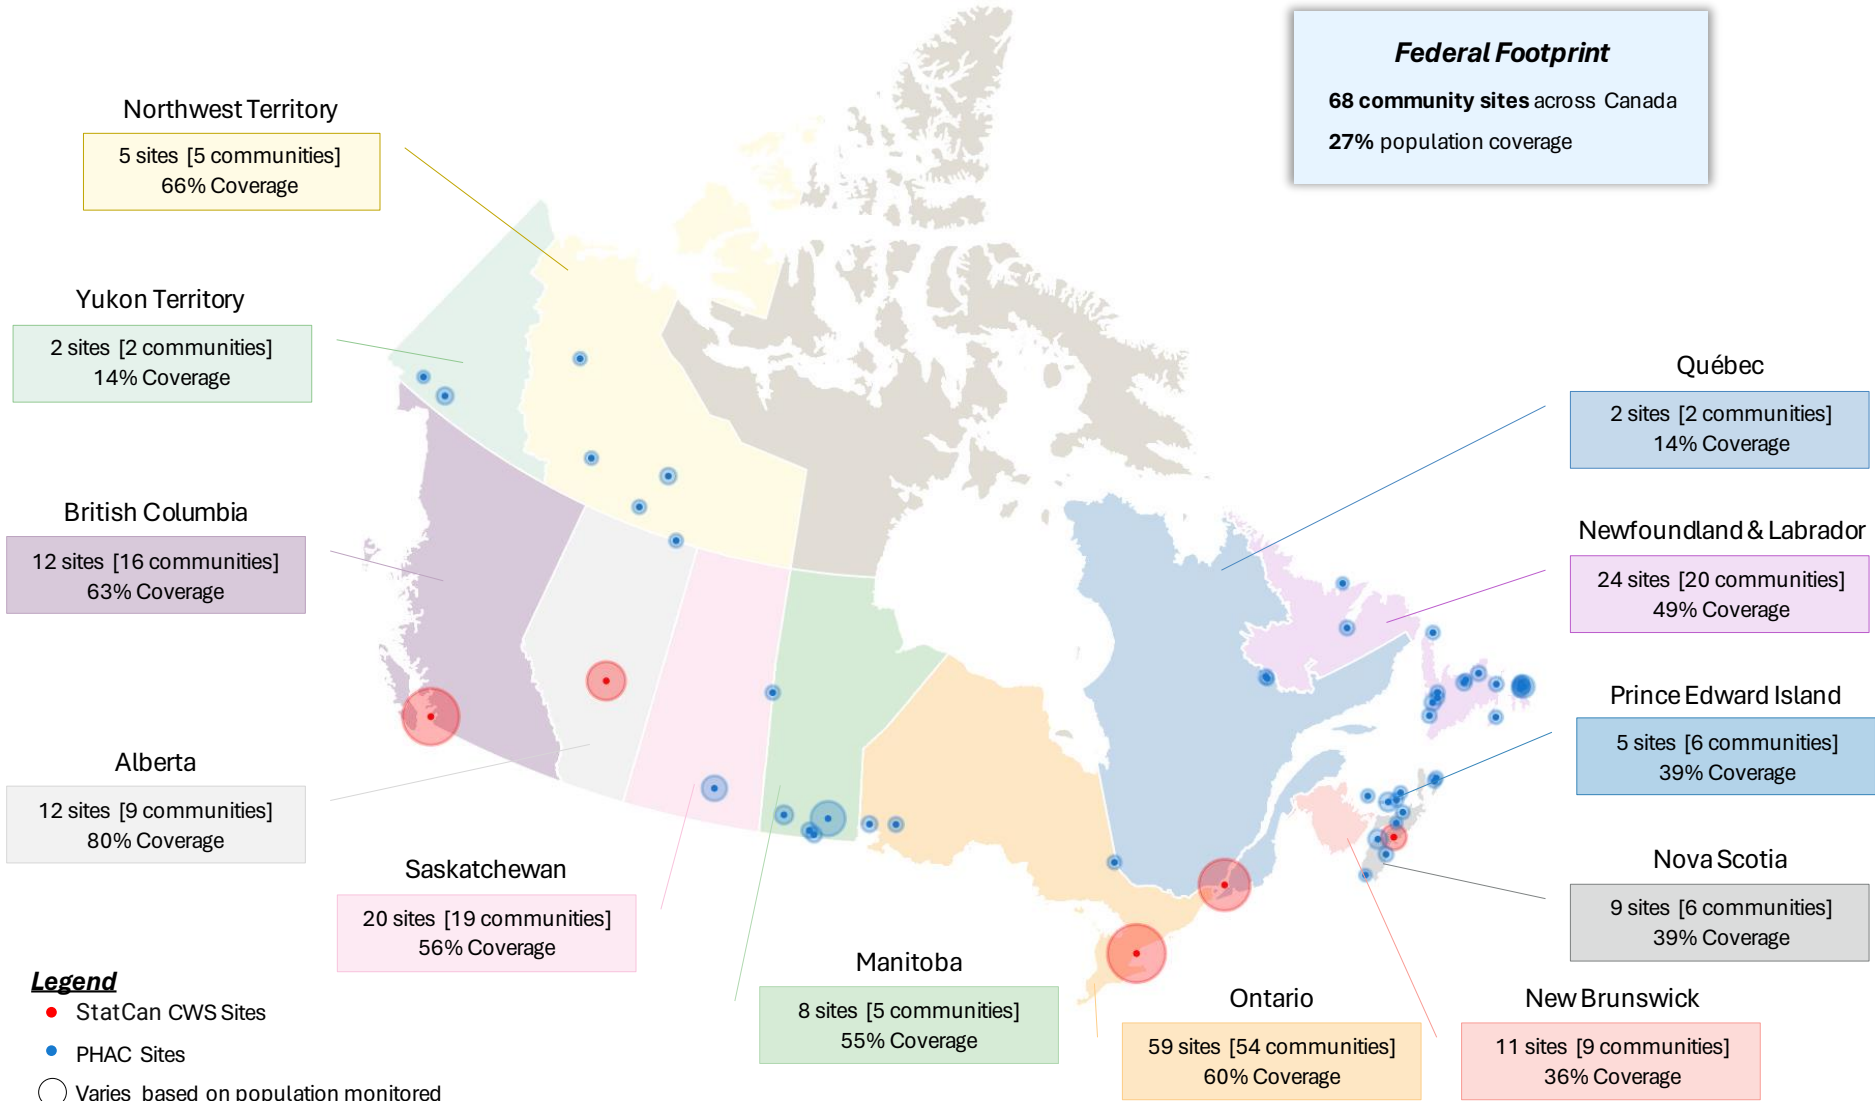 Federal Footprint
68 community sites across Canada
27% population coverage
Northwest Territory
5 sites [5 communities]
66% Coverage
Yukon Territory
2 sites [2 communities]
14% Coverage
Québec
2 sites [2 communities]
14% Coverage
British Columbia
12 sites [16 communities]
63% Coverage
Newfoundland & Labrador
24 sites [20 communities]
49% Coverage
Prince Edward Island
5 sites [6 communities]
39% Coverage
Alberta
12 sites [9 communities]
80% Coverage
Saskatchewan
20 sites [19 communities]
56% Coverage
Nova Scotia
9 sites [6 communities]
39% Coverage
Manitoba
8 sites [5 communities]
55% Coverage
Ontario
59 sites [54 communities]
60% Coverage
New Brunswick
11 sites [9 communities]
36% Coverage
Legend
StatCan CWS Sites
PHAC Sites
Varies based on population monitored